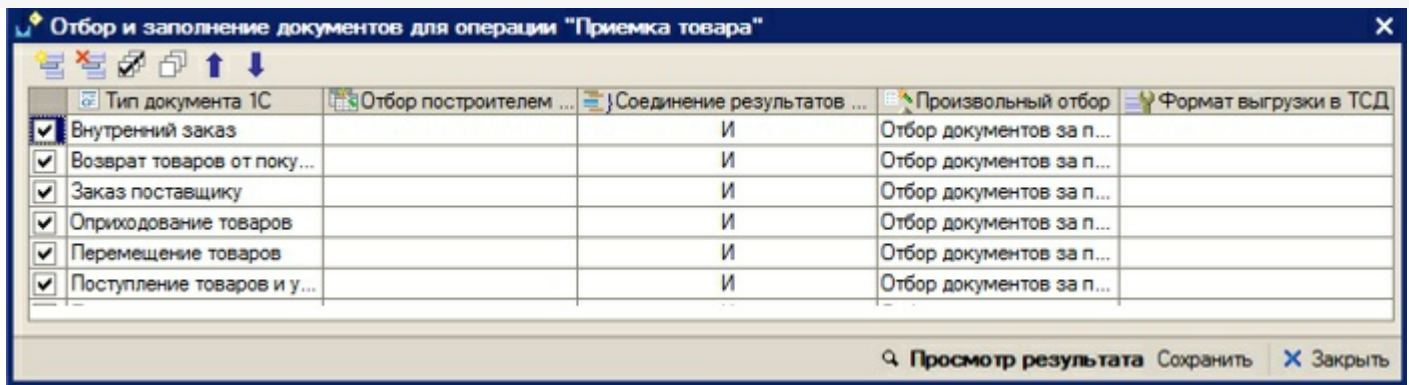 Отбор и заполнение документов для операции "Приемка товара"
Тип документа 1С Отбор построителем ... Соединение результатов ... Произвольный отбор Формат выгрузки в ТСД
Внутренний заказ И Отбор документов за п...
Возврат товаров от поку... И Отбор документов за п...
Заказ поставщику И Отбор документов за п...
Оприходование товаров И Отбор документов за п...
Перемещение товаров И Отбор документов за п...
Поступление товаров и у... И Отбор документов за п...
Просмотр результата Сохранить Закрыть